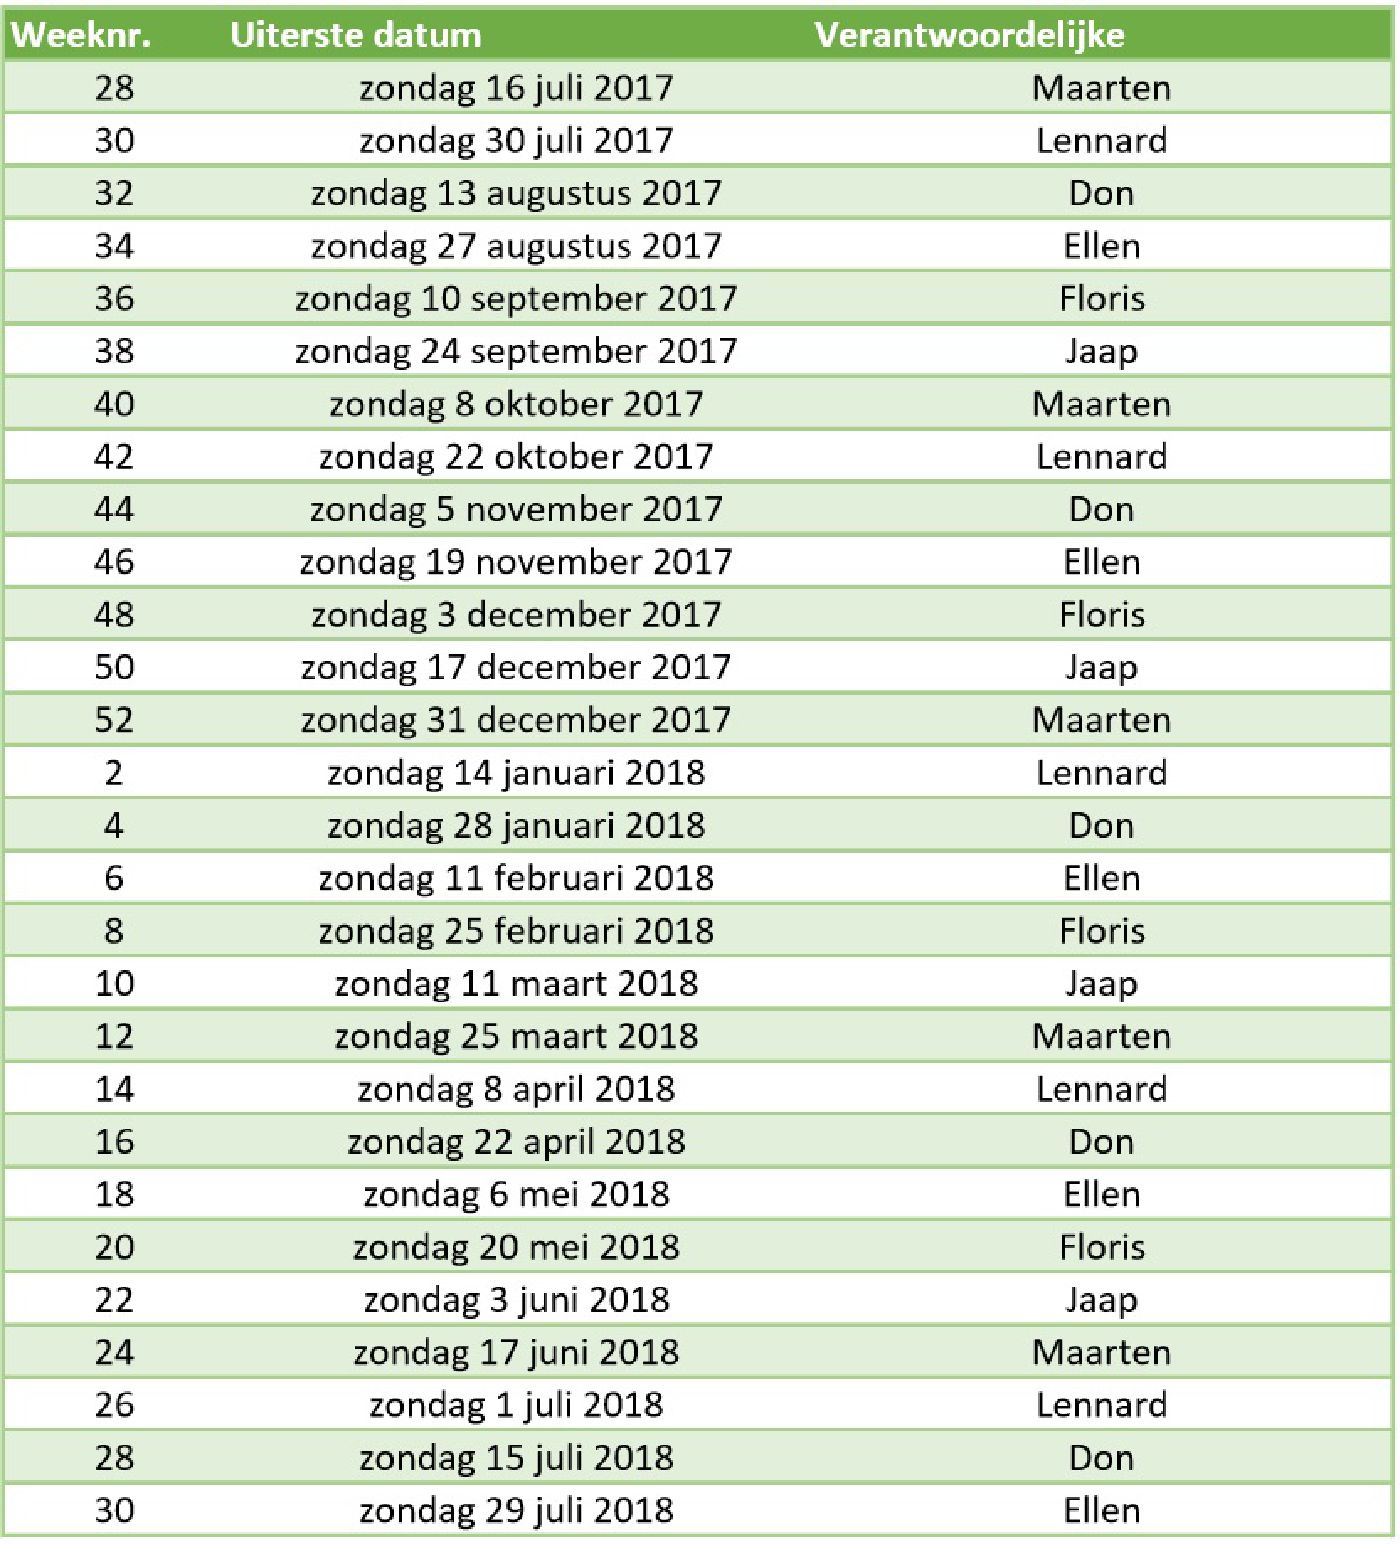 Weeknr. Uiterste datum Verantwoordelijke
28 zondag 16 juli 2017 Maarten
30 zondag 30 juli 2017 Lennard
32 zondag 13 augustus 2017 Don
34 zondag 27 augustus 2017 Ellen
36 zondag 10 september 2017 Floris
38 zondag 24 september 2017 Jaap
40 zondag 8 oktober 2017 Maarten
42 zondag 22 oktober 2017 Lennard
44 zondag 5 november 2017 Don
46 zondag 19 november 2017 Ellen
48 zondag 3 december 2017 Floris
50 zondag 17 december 2017 Jaap
52 zondag 31 december 2017 Maarten
2 zondag 14 januari 2018 Lennard
4 zondag 28 januari 2018 Don
6 zondag 11 februari 2018 Ellen
8 zondag 25 februari 2018 Floris
10 zondag 11 maart 2018 Jaap
12 zondag 25 maart 2018 Maarten
14 zondag 8 april 2018 Lennard
16 zondag 22 april 2018 Don
18 zondag 6 mei 2018 Ellen
20 zondag 20 mei 2018 Floris
22 zondag 3 juni 2018 Jaap
24 zondag 17 juni 2018 Maarten
26 zondag 1 juli 2018 Lennard
28 zondag 15 juli 2018 Don
30 zondag 29 juli 2018 Ellen